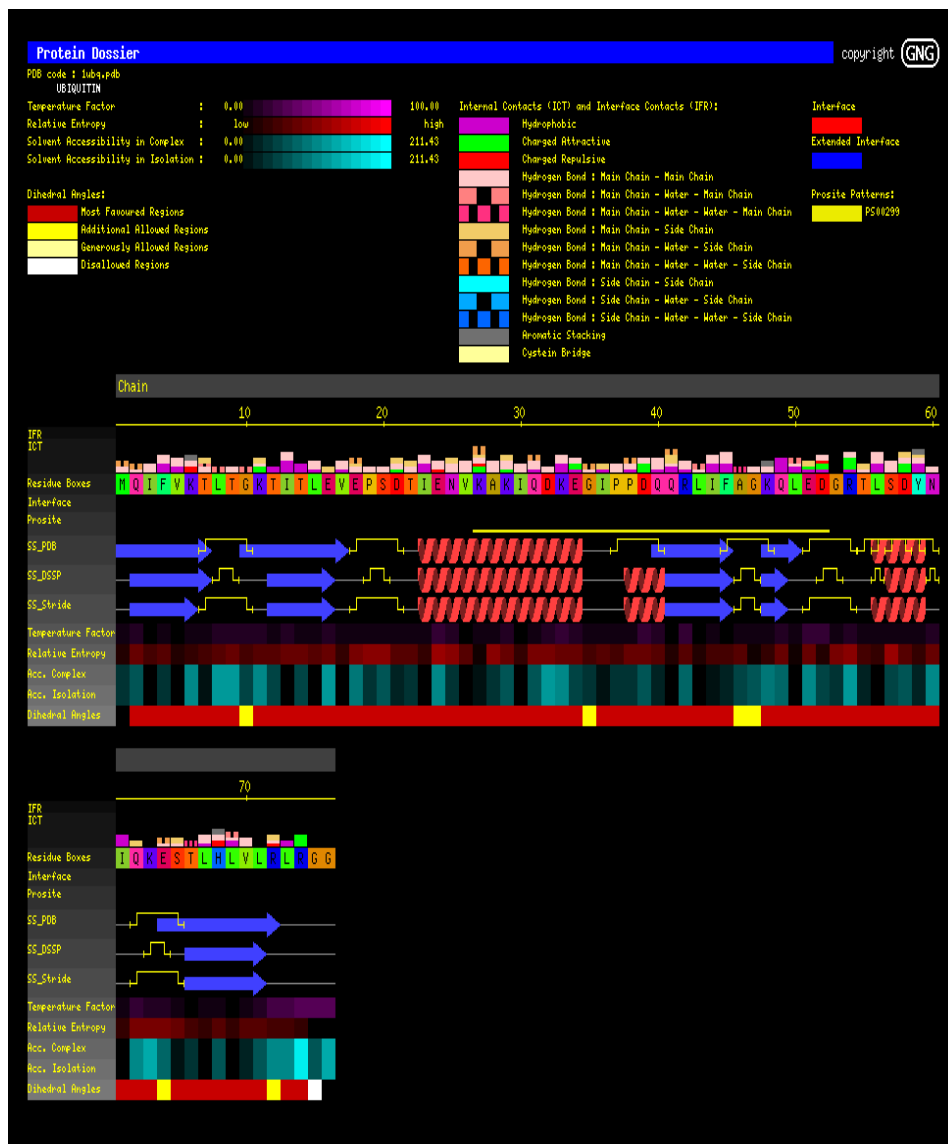 Protein Dossier copyright GNG
PDB code : 1ubq.pdb
UBIQUITIN
Temperature Factor : 0.00 100.00
Relative Entropy : low high
Solvent Accessibility in Complex : 0.00 211.43
Solvent Accessibility in Isolation : 0.00 211.43
Dihedral Angles:
Most Favoured Regions
Additional Allowed Regions
Generously Allowed Regions
Disallowed Regions
Internal Contacts (ICT) and Interface Contacts (IFR):
Hydrophobic
Charged Attractive
Charged Repulsive
Hydrogen Bond : Main Chain - Main Chain
Hydrogen Bond : Main Chain - Water - Main Chain
Hydrogen Bond : Main Chain - Water - Water - Main Chain
Hydrogen Bond : Main Chain - Side Chain
Hydrogen Bond : Main Chain - Water - Side Chain
Hydrogen Bond : Main Chain - Water - Water - Side Chain
Hydrogen Bond : Side Chain - Side Chain
Hydrogen Bond : Side Chain - Water - Side Chain
Hydrogen Bond : Side Chain - Water - Water - Side Chain
Aromatic Stacking
Cystein Bridge
Interface
Extended Interface
Prosite Patterns:
PS00299
Chain
10 20 30 40 50 60
IFR
ICT
Residue Boxes M Q I F V K T L T G K T I T L E V E P S D T I E N V K A K I Q D K E G I P P D Q Q R L I F A G K Q L E D G R T L S D Y N
Interface
Prosite
SS_PDB
SS_DSSP
SS_Stride
Temperature Factor
Relative Entropy
Acc. Complex
Acc. Isolation
Dihedral Angles
70
IFR
ICT
Residue Boxes I Q K E S T L H L V L R L R G G
Interface
Prosite
SS_PDB
SS_DSSP
SS_Stride
Temperature Factor
Relative Entropy
Acc. Complex
Acc. Isolation
Dihedral Angles